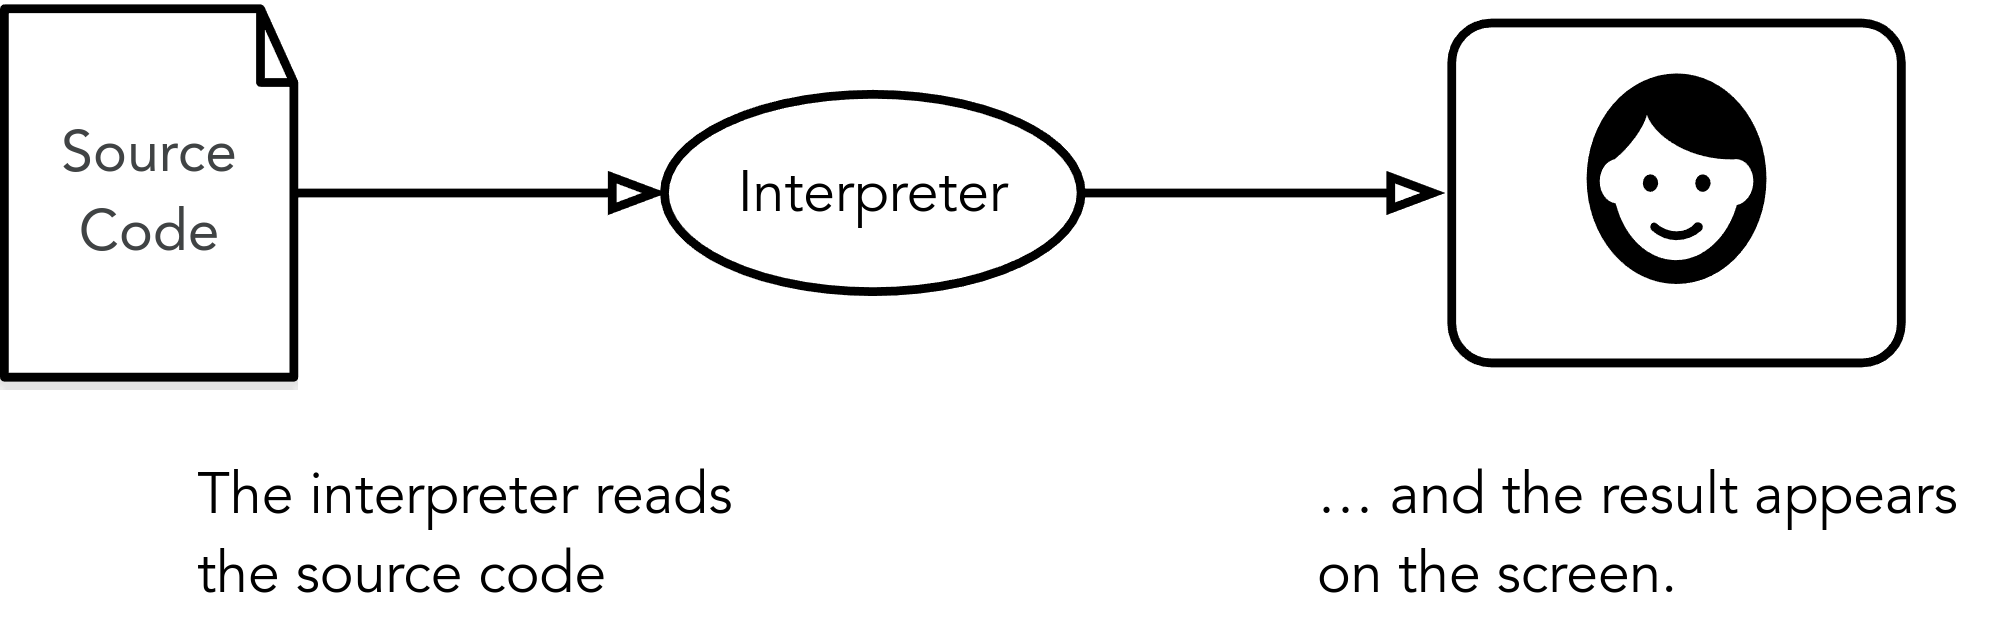 Source
Code
Interpreter
The interpreter reads
the source code
… and the result appears
on the screen.